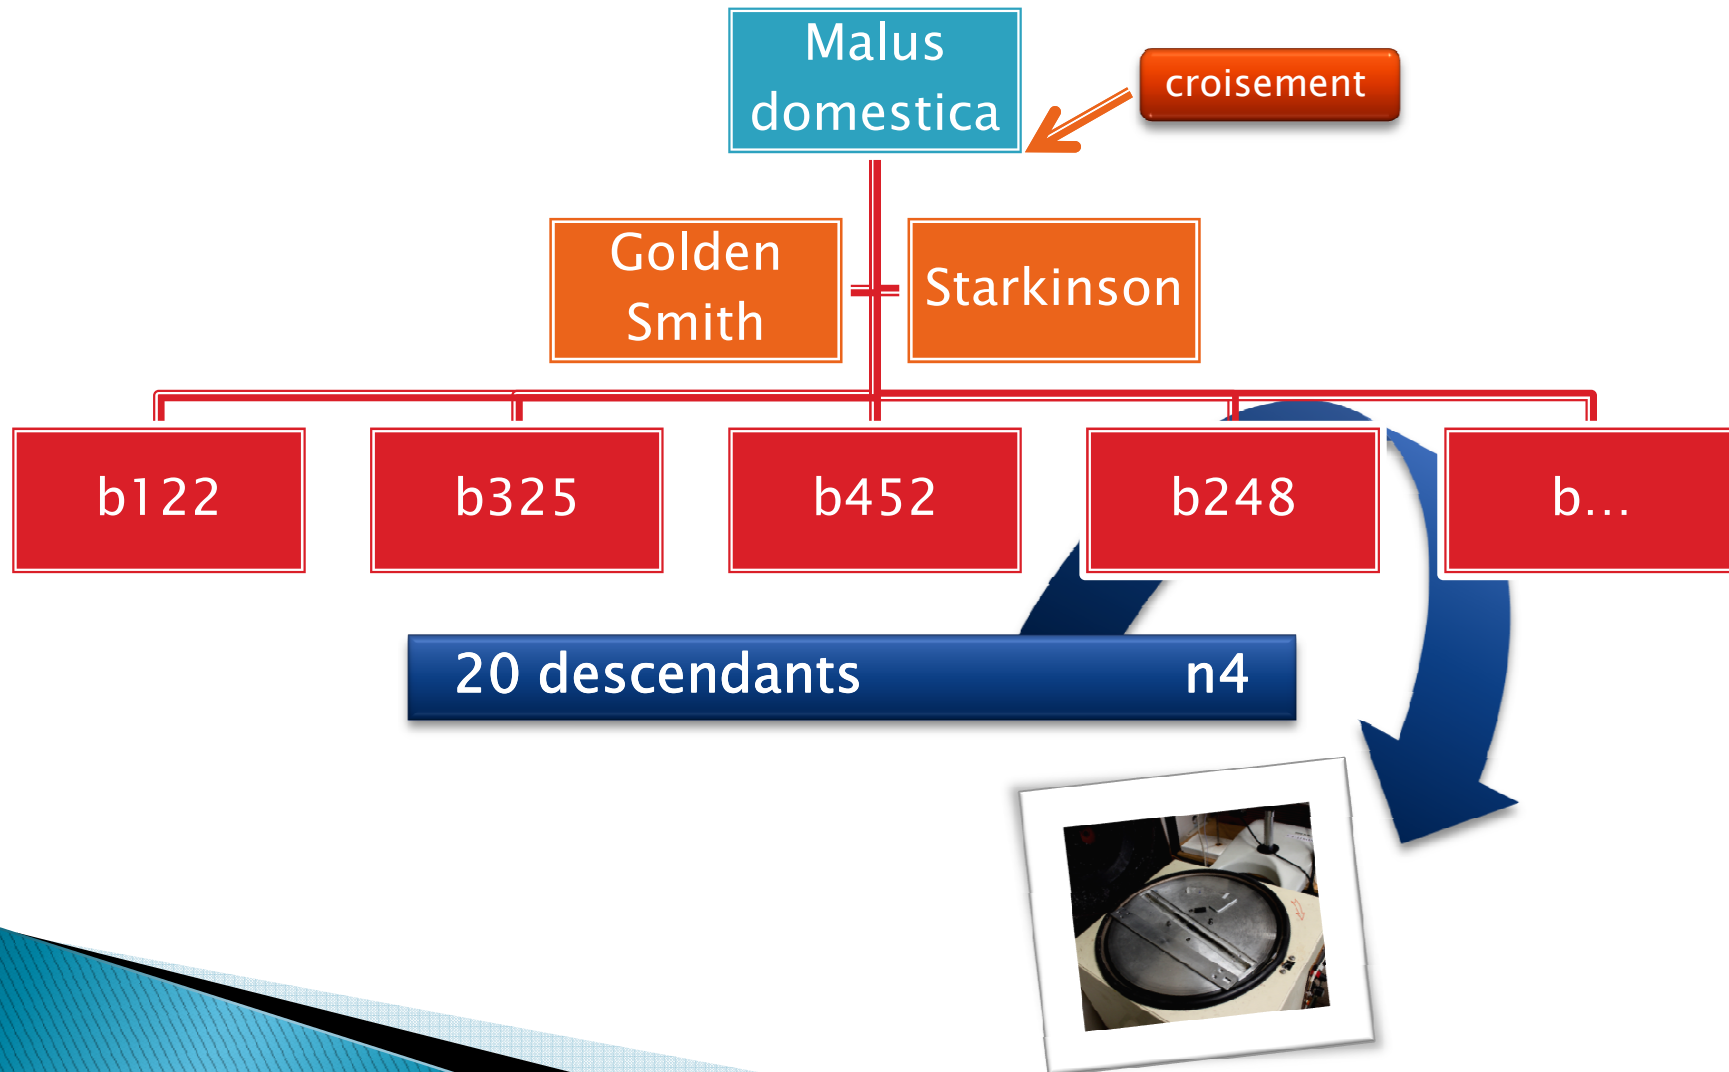 Malus
domestica
croisement
Golden
Smith
Starkinson
b122
b325
b452
b248
b...
20 descendants n4